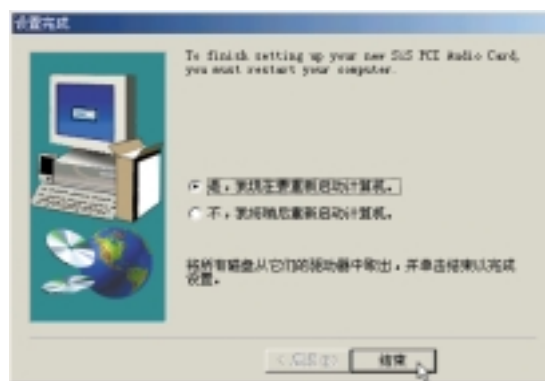 设置完成
To finish setting up your new SiS PCI Audio Card,
you must restart your computer.
是，我现在要重新启动计算机。
不，我将稍后重新启动计算机。
将所有磁盘从它们的驱动器中取出，并单击结束以完成
设置。
结束